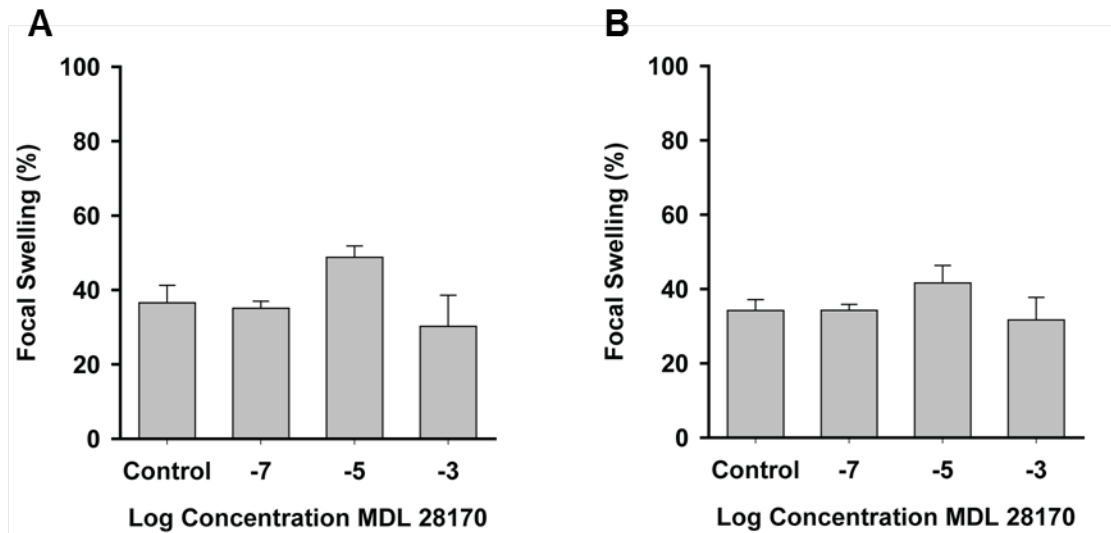 A
100
80
60
40
20
0
Focal Swelling (%)
Control -7 -5 -3
Log Concentration MDL 28170
B
100
80
60
40
20
0
Focal Swelling (%)
Control -7 -5 -3
Log Concentration MDL 28170